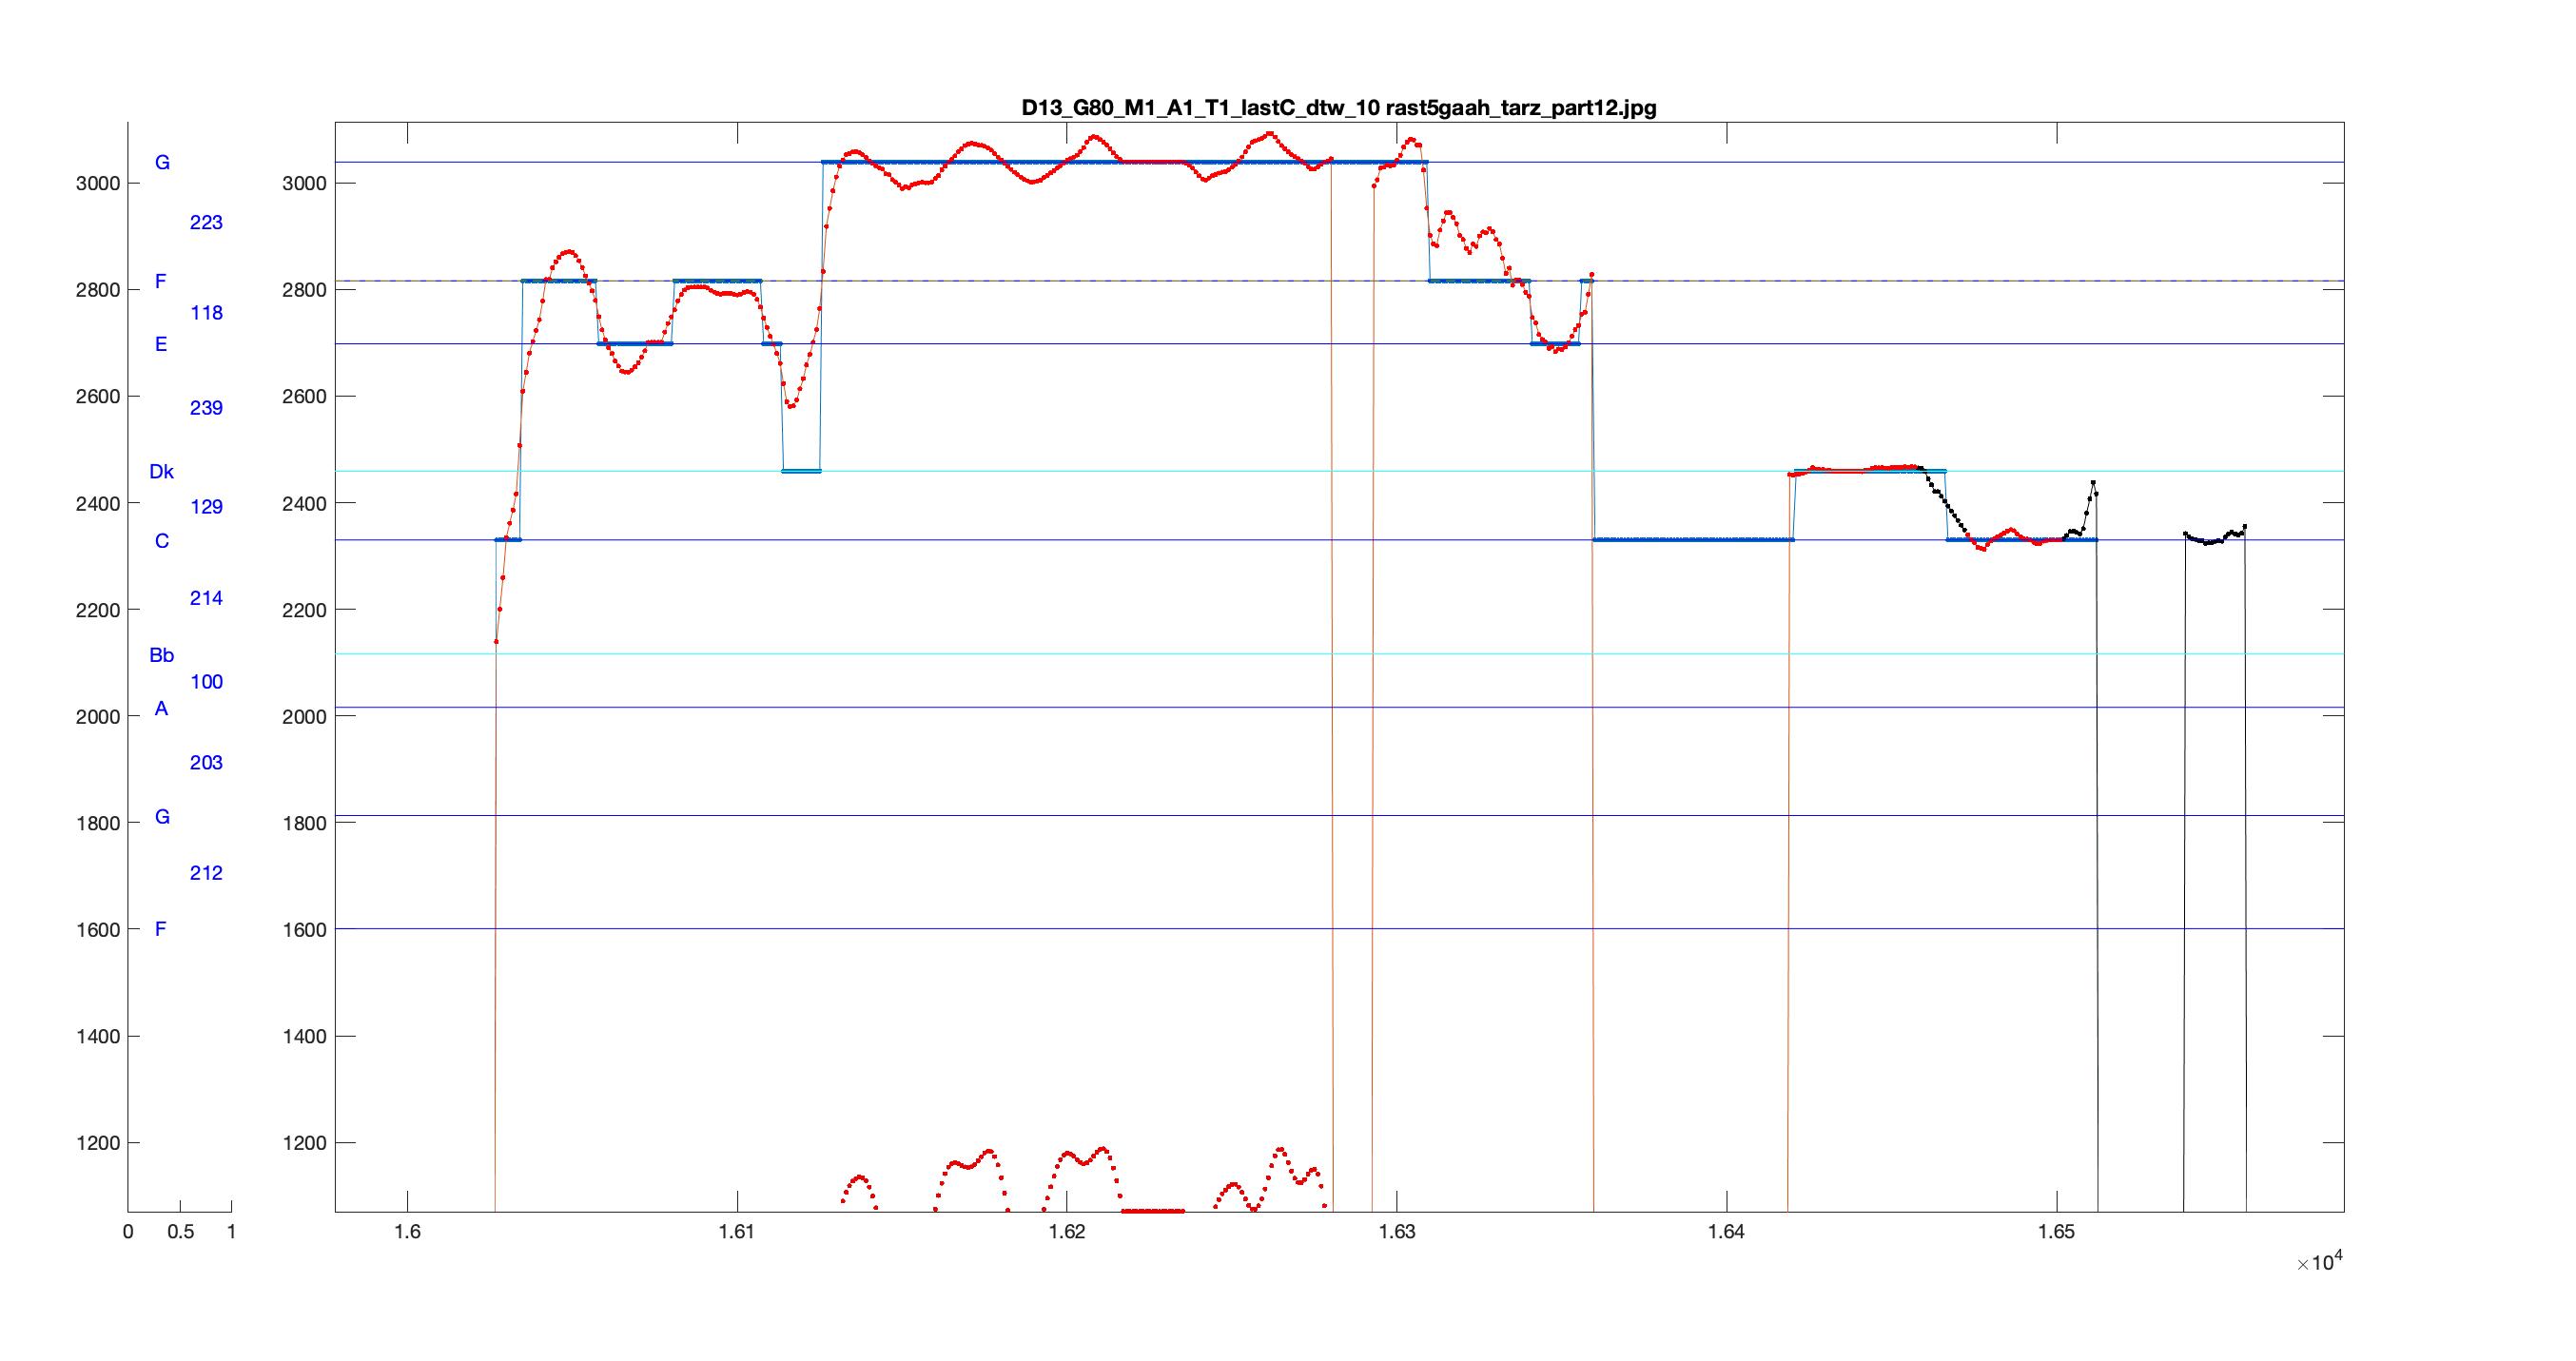 D13_G80_M1_A1_T1_lastC_dtw_10 rast5gaah_tarz_part12.jpg
G
3000 3000
223
F
2800 2800
118
E
2600 2600
239
Dk
2400 2400
129
C
2200 2200
214
Bb
100
A
2000 2000
203
G
1800 1800
212
F
1600 1600
1400 1400
1200 1200
0 0.5 1 1.6 1.61 1.62 1.63 1.64 1.65
×10⁴